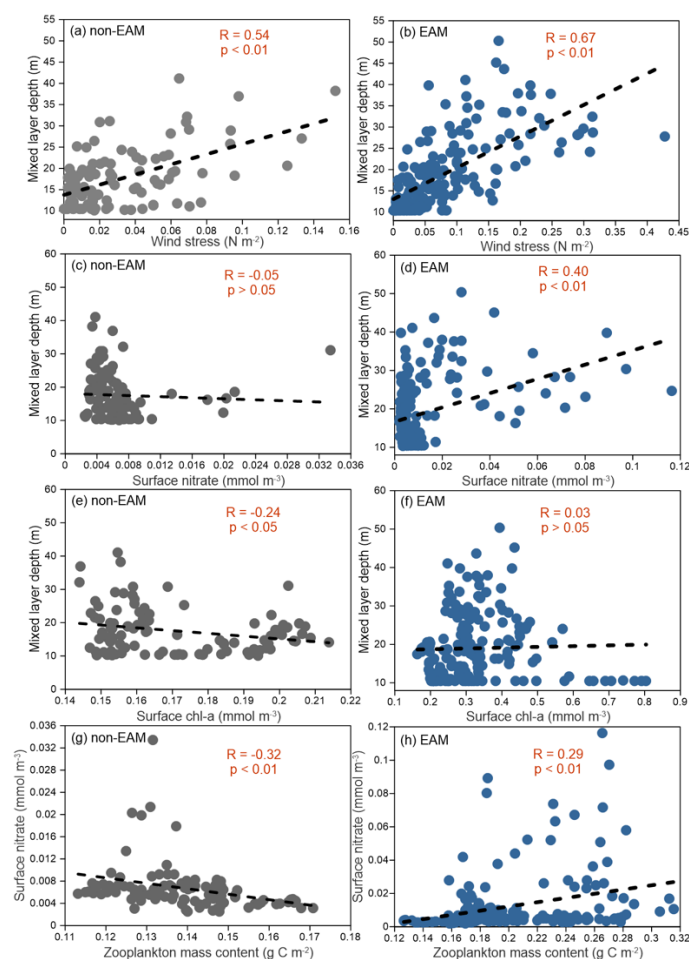 (a) non-EAM
R = 0.54
p < 0.01
Mixed layer depth (m)
55
50
45
40
35
30
25
20
15
10
0 0.02 0.04 0.06 0.08 0.1 0.12 0.14 0.16
Wind stress (N m⁻²)
(b) EAM
R = 0.67
p < 0.01
Mixed layer depth (m)
55
50
45
40
35
30
25
20
15
10
0 0.05 0.1 0.15 0.2 0.25 0.3 0.35 0.4 0.45
Wind stress (N m⁻²)
(c) non-EAM
R = -0.05
p > 0.05
Mixed layer depth (m)
60
50
40
30
20
10
0
0.004 0.008 0.012 0.016 0.02 0.024 0.028 0.032 0.036
Surface nitrate (mmol m⁻³)
(d) EAM
R = 0.40
p < 0.01
Mixed layer depth (m)
60
50
40
30
20
10
0 0.02 0.04 0.06 0.08 0.1 0.12
Surface nitrate (mmol m⁻³)
(e) non-EAM
R = -0.24
p < 0.05
Mixed layer depth (m)
60
50
40
30
20
10
0
0.14 0.15 0.16 0.17 0.18 0.19 0.2 0.21 0.22
Surface chl-a (mmol m⁻³)
(f) EAM
R = 0.03
p > 0.05
Mixed layer depth (m)
60
50
40
30
20
10
0.1 0.2 0.3 0.4 0.5 0.6 0.7 0.8 0.9
Surface chl-a (mmol m⁻³)
(g) non-EAM
R = -0.32
p < 0.01
Surface nitrate (mmol m⁻³)
0.036
0.032
0.028
0.024
0.02
0.016
0.012
0.008
0.004
0
0.11 0.12 0.13 0.14 0.15 0.16 0.17 0.18
Zooplankton mass content (g C m⁻²)
(h) EAM
R = 0.29
p < 0.01
Surface nitrate (mmol m⁻³)
0.12
0.1
0.08
0.06
0.04
0.02
0
0.12 0.14 0.16 0.18 0.2 0.22 0.24 0.26 0.28 0.3 0.32
Zooplankton mass content (g C m⁻²)